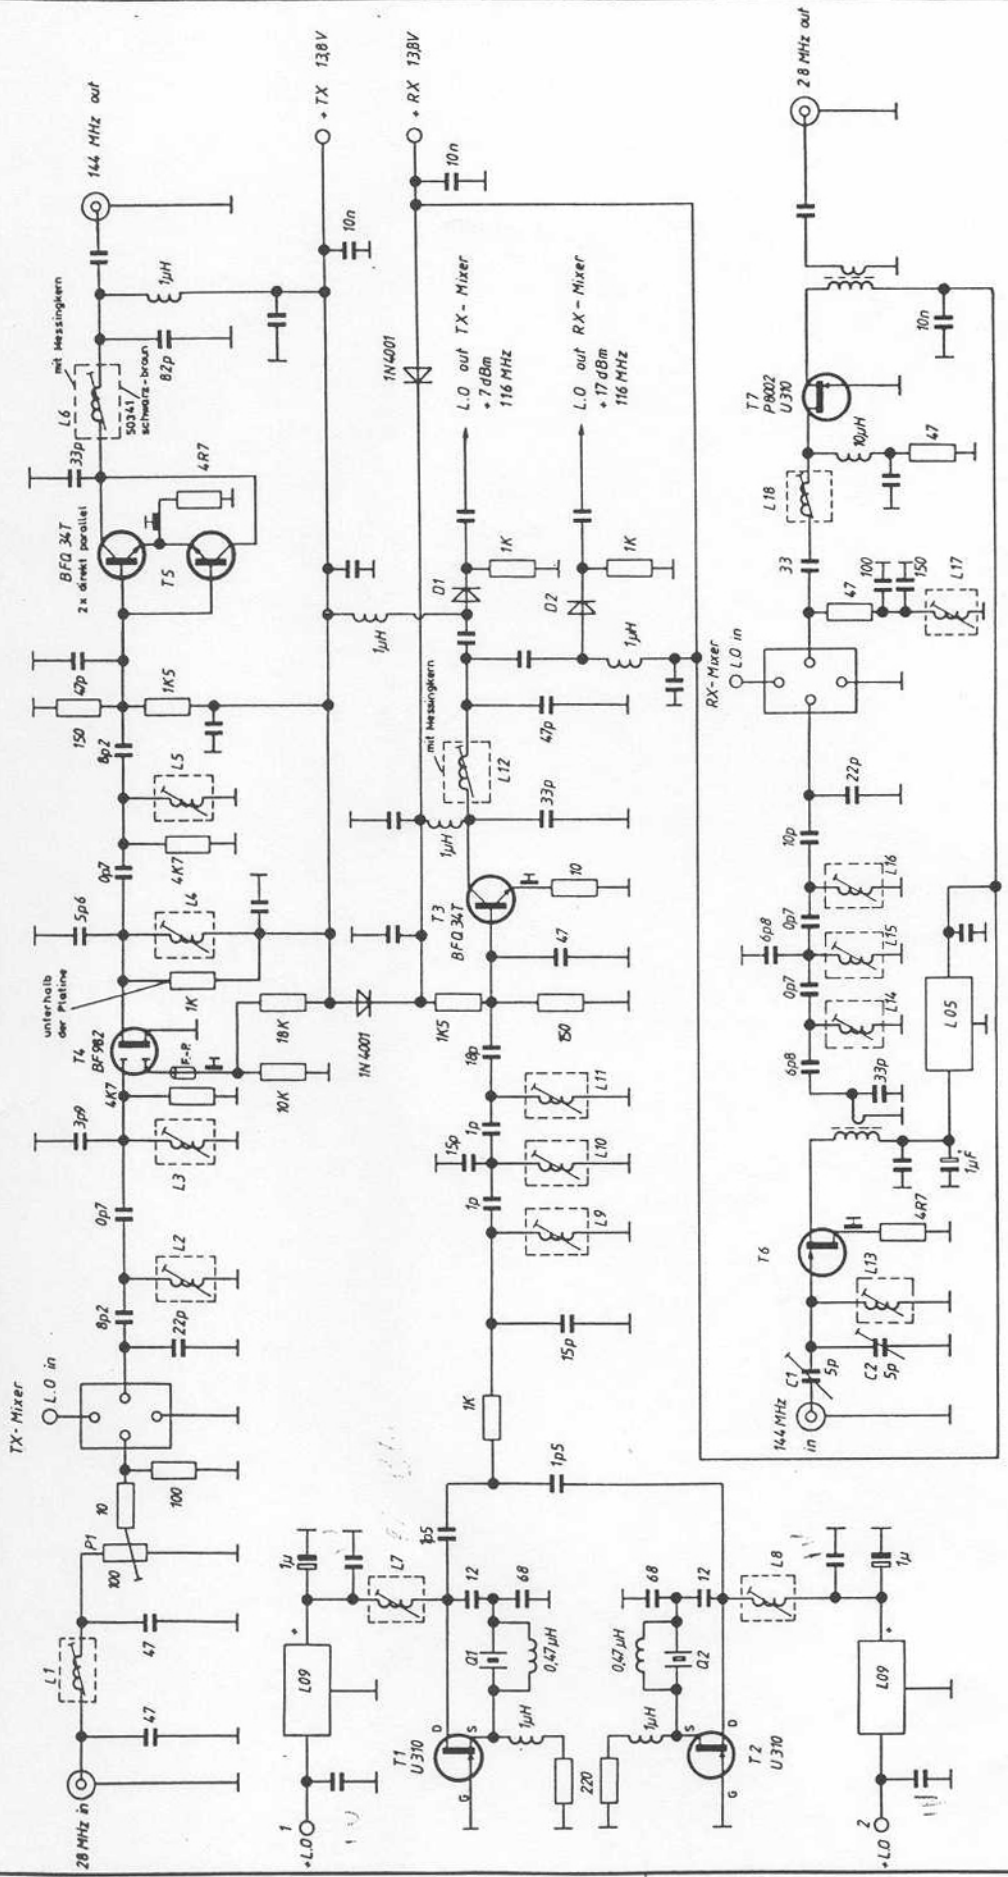 28 MHz in
47
L1
47
100
P1
10
100
TX-Mixer
L.O in
22p
8p2
L2
0p7
3p9
L3
4K7
T4
BF982
F.-P.
unterhalb
der Platine
1K
10K
18K
5p6
L4
0p7
4K7
L5
8p2
150
47p
1K5
BFQ 34T
2x direkt parallel
T5
4R7
33p
L6
mit Messingkern
5034 1
schwarz-braun
82p
1µH
144 MHz out
10n
+ TX 13,8V
+ RX 13,8V
10n
1N4001
1N 4001
+L.O 1
L09
+
1µ
L7
1p5
12
68
Q1
0,47µH
D
S
G
T1
U310
1µH
220
1µH
0,47µH
68
12
Q2
S
D
G
T2
U310
1p5
1K
15p
L9
1p
15p
L10
1p
L11
18p
1K5
150
47
T3
BFQ 34T
10
1µH
33p
L12
mit Messingkern
47p
1µH
D1
1K
D2
1K
1µH
L.O out TX-Mixer
+ 7 dBm
116 MHz
L.O out RX-Mixer
+ 17 dBm
116 MHz
+L.O 2
L09
+
1µ
L8
144 MHz
in
C1
5p
C2
5p
L13
T6
4R7
1µF
33p
6p8
L14
0p7
6p8
L15
0p7
L16
10p
22p
L05
RX-Mixer
L.O in
47
100
150
L17
33
L18
10µH
47
T7
P8002
U310
10n
28 MHz out